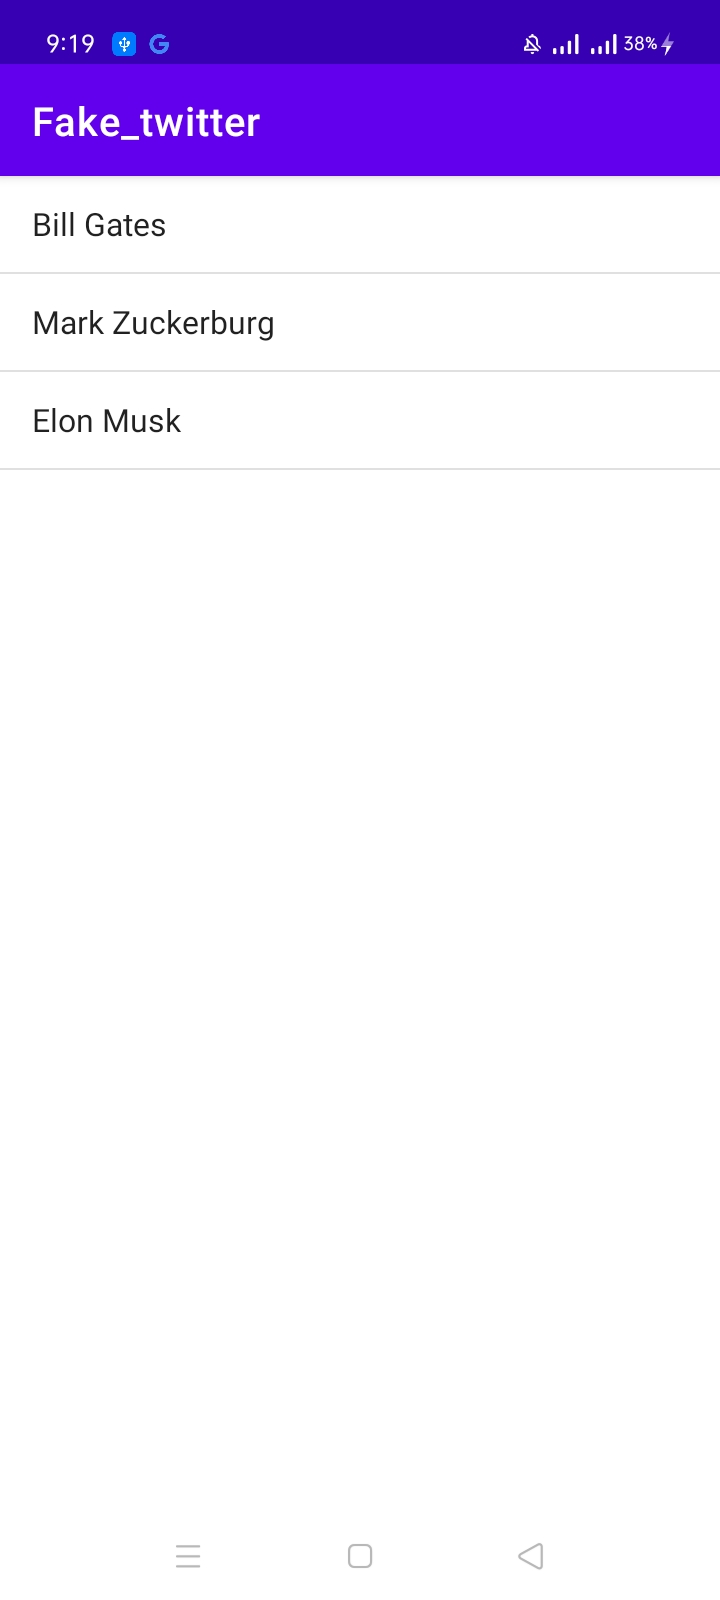 9:19 38%
Fake_twitter
Bill Gates
Mark Zuckerburg
Elon Musk